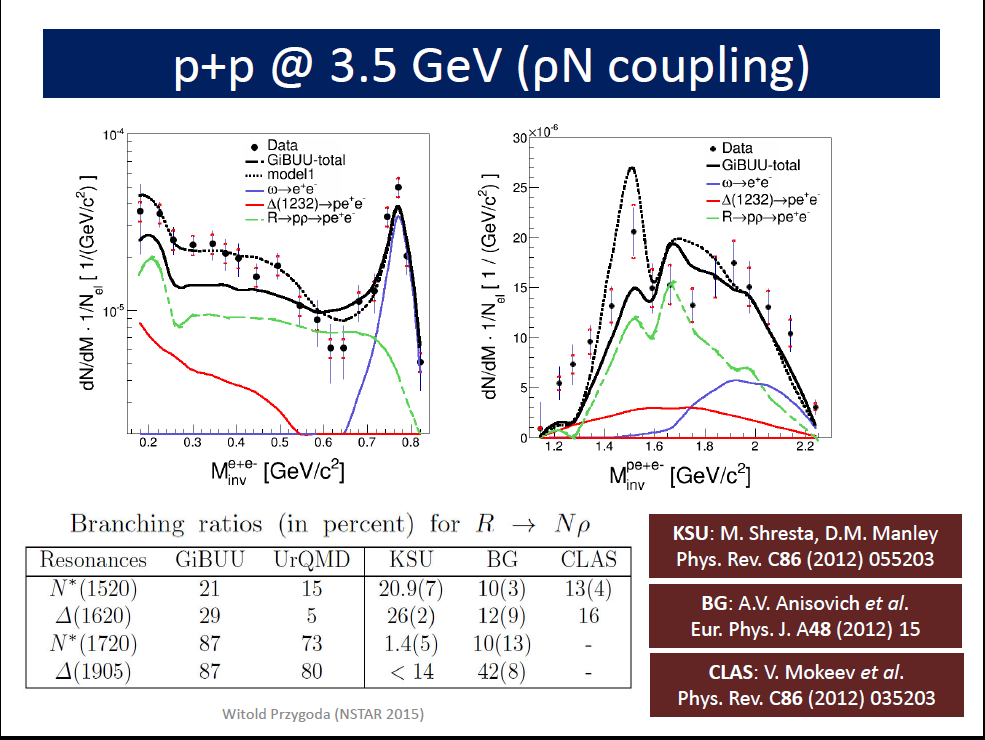 p+p @ 3.5 GeV (ρN coupling)
10⁻⁴
10⁻⁵
dN/dM · 1/N_el [ 1/(GeV/c²) ]
Data
GiBUU-total
model1
ω→e⁺e⁻
Δ(1232)→pe⁺e⁻
R→pρ→pe⁺e⁻
0.2 0.3 0.4 0.5 0.6 0.7 0.8
M_inv^e+e- [GeV/c²]
30 ×10⁻⁶
25
20
15
10
5
0
dN/dM · 1/N_el [ 1 / (GeV/c²) ]
Data
GiBUU-total
ω→e⁺e⁻
Δ(1232)→pe⁺e⁻
R→pρ→pe⁺e⁻
1.2 1.4 1.6 1.8 2 2.2
M_inv^pe+e- [GeV/c²]
Branching ratios (in percent) for R → Nρ
Resonances GiBUU UrQMD KSU BG CLAS
N*(1520) 21 15 20.9(7) 10(3) 13(4)
Δ(1620) 29 5 26(2) 12(9) 16
N*(1720) 87 73 1.4(5) 10(13) -
Δ(1905) 87 80 < 14 42(8) -
KSU: M. Shresta, D.M. Manley
Phys. Rev. C86 (2012) 055203
BG: A.V. Anisovich et al.
Eur. Phys. J. A48 (2012) 15
CLAS: V. Mokeev et al.
Phys. Rev. C86 (2012) 035203
Witold Przygoda (NSTAR 2015)